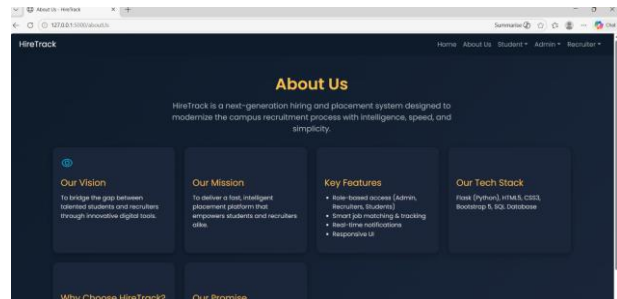 About Us - HireTrack
127.0.0.1:5000/aboutUs
Summarise
Chat
HireTrack
Home About Us Student Admin Recruiter
About Us
HireTrack is a next-generation hiring and placement system designed to
modernize the campus recruitment process with intelligence, speed, and
simplicity.
Our Vision
To bridge the gap between
talented students and recruiters
through innovative digital tools.
Our Mission
To deliver a fast, intelligent
placement platform that
empowers students and recruiters
alike.
Key Features
• Role-based access (Admin,
Recruiters, Students)
• Smart job matching & tracking
• Real-time notifications
• Responsive UI
Our Tech Stack
Flask (Python), HTML5, CSS3,
Bootstrap 5, SQL Database
Why Choose HireTrack?
Our Promise